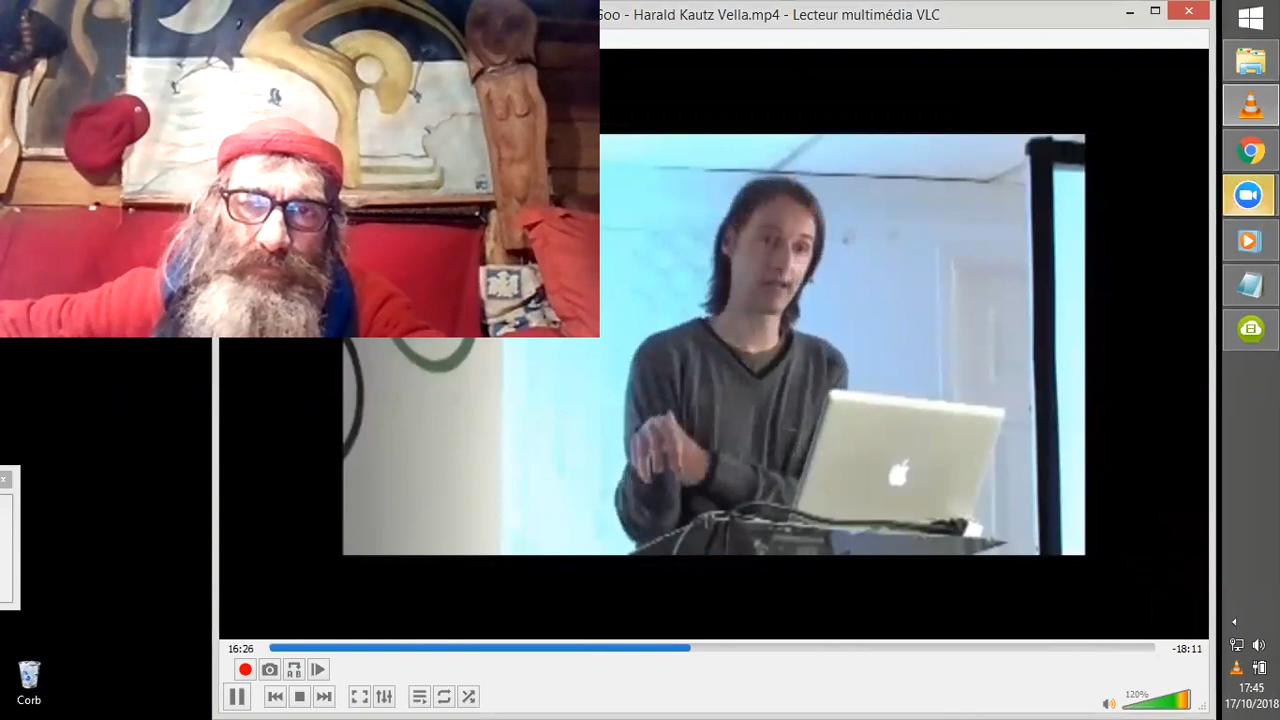 Goo - Harald Kautz Vella.mp4 - Lecteur multimédia VLC
16:26
-18:11
120%
Corb
17:45
17/10/2018